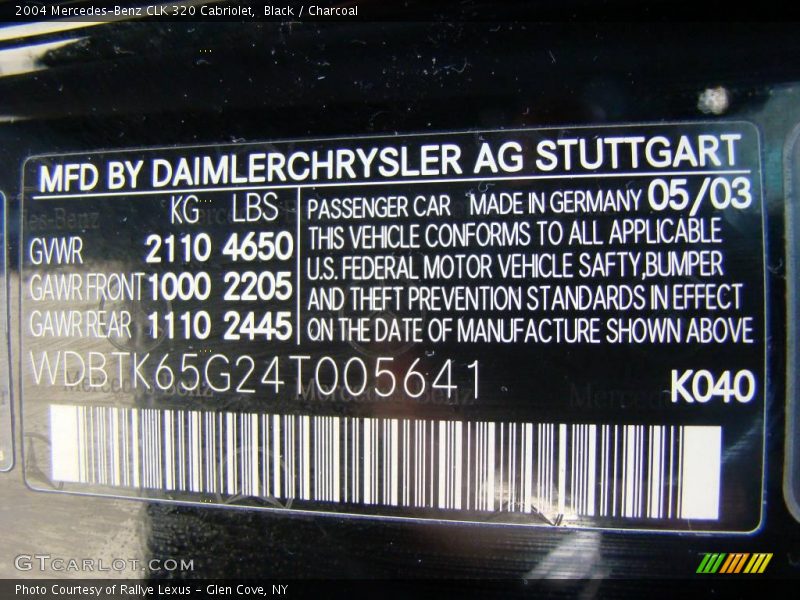 2004 Mercedes-Benz CLK 320 Cabriolet, Black / Charcoal
MFD BY DAIMLERCHRYSLER AG STUTTGART
KG LBS
GVWR 2110 4650
GAWR FRONT 1000 2205
GAWR REAR 1110 2445
PASSENGER CAR MADE IN GERMANY 05/03
THIS VEHICLE CONFORMS TO ALL APPLICABLE
U.S. FEDERAL MOTOR VEHICLE SAFTY,BUMPER
AND THEFT PREVENTION STANDARDS IN EFFECT
ON THE DATE OF MANUFACTURE SHOWN ABOVE
WDBTK65G24T005641
K040
GTCARLOT.COM
Photo Courtesy of Rallye Lexus - Glen Cove, NY